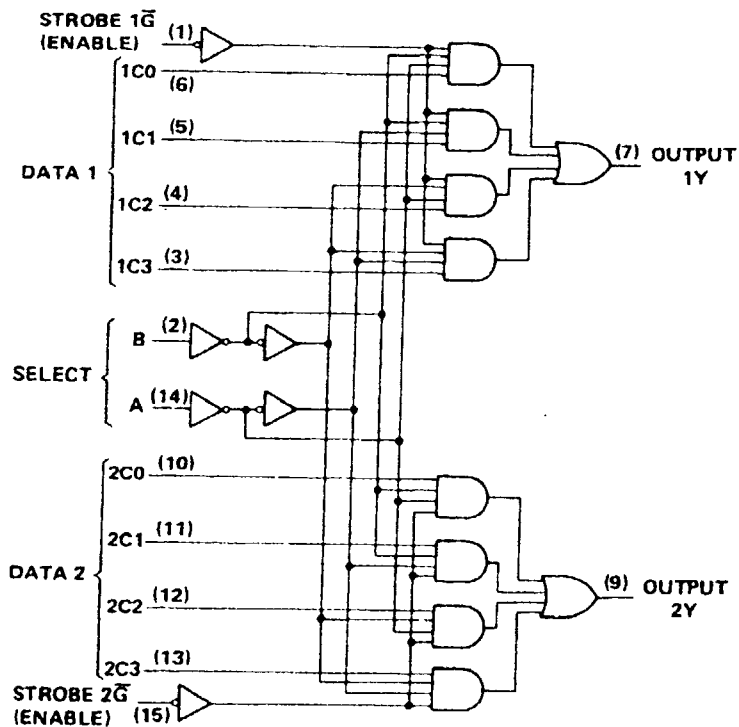 STROBE 1G̅ (1)
(ENABLE)
1C0
(6)
1C1 (5)
DATA 1
1C2 (4)
1C3 (3)
(7) OUTPUT
1Y
B (2)
SELECT
A (14)
2C0 (10)
2C1 (11)
DATA 2
2C2 (12)
2C3 (13)
(9) OUTPUT
2Y
STROBE 2G̅
(ENABLE) (15)